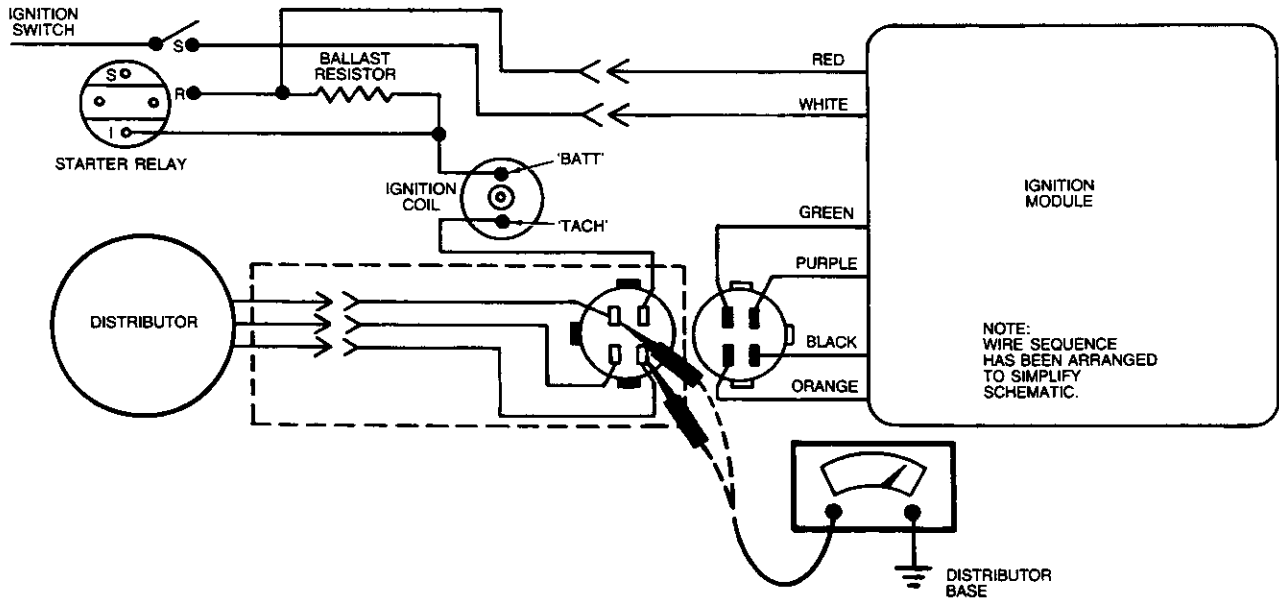 IGNITION
SWITCH
S
S
R
I
STARTER RELAY
BALLAST
RESISTOR
RED
WHITE
'BATT'
IGNITION
COIL
'TACH'
GREEN
PURPLE
BLACK
ORANGE
IGNITION
MODULE
DISTRIBUTOR
NOTE:
WIRE SEQUENCE
HAS BEEN ARRANGED
TO SIMPLIFY
SCHEMATIC.
DISTRIBUTOR
BASE